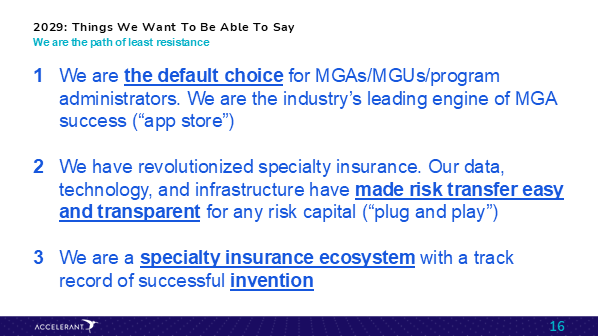 2029: Things We Want To Be Able To Say
We are the path of least resistance
1 We are the default choice for MGAs/MGUs/program
administrators. We are the industry’s leading engine of MGA
success (“app store”)
2 We have revolutionized specialty insurance. Our data,
technology, and infrastructure have made risk transfer easy
and transparent for any risk capital (“plug and play”)
3 We are a specialty insurance ecosystem with a track
record of successful invention
ACCELERANT
16